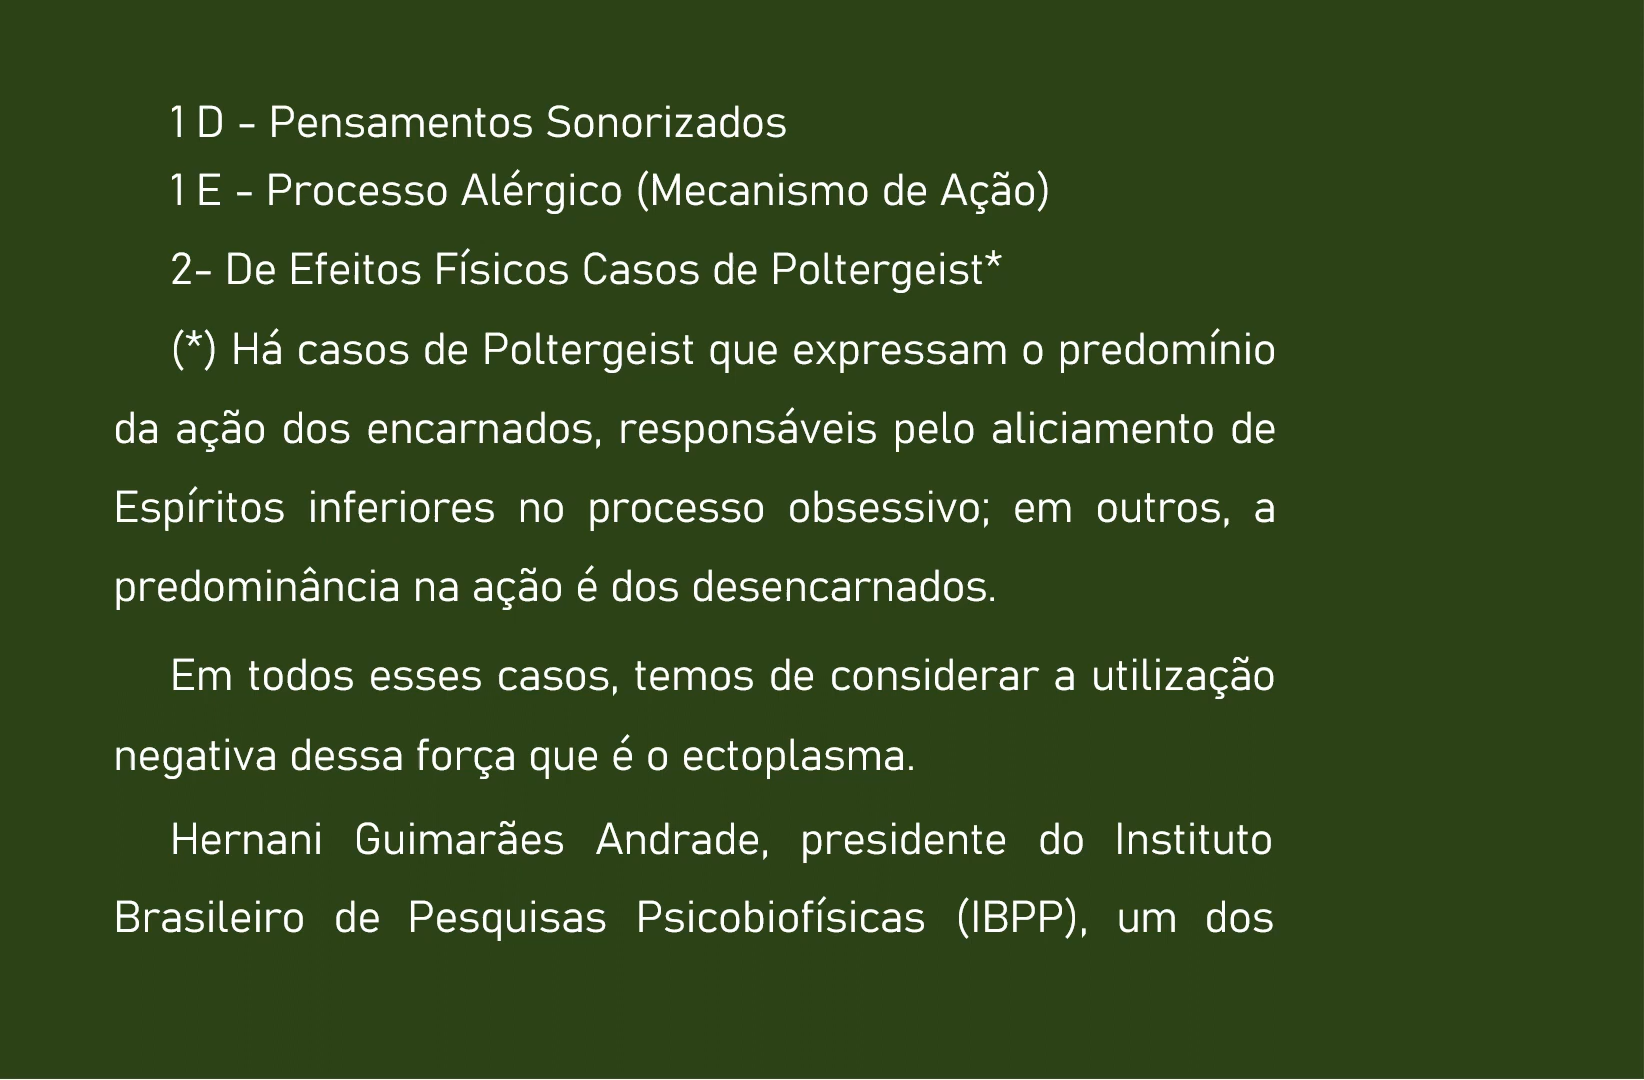 1 D - Pensamentos Sonorizados
1 E - Processo Alérgico (Mecanismo de Ação)
2- De Efeitos Físicos Casos de Poltergeist*
(*) Há casos de Poltergeist que expressam o predomínio
da ação dos encarnados, responsáveis pelo aliciamento de
Espíritos inferiores no processo obsessivo; em outros, a
predominância na ação é dos desencarnados.
Em todos esses casos, temos de considerar a utilização
negativa dessa força que é o ectoplasma.
Hernani Guimarães Andrade, presidente do Instituto
Brasileiro de Pesquisas Psicobiofísicas (IBPP), um dos